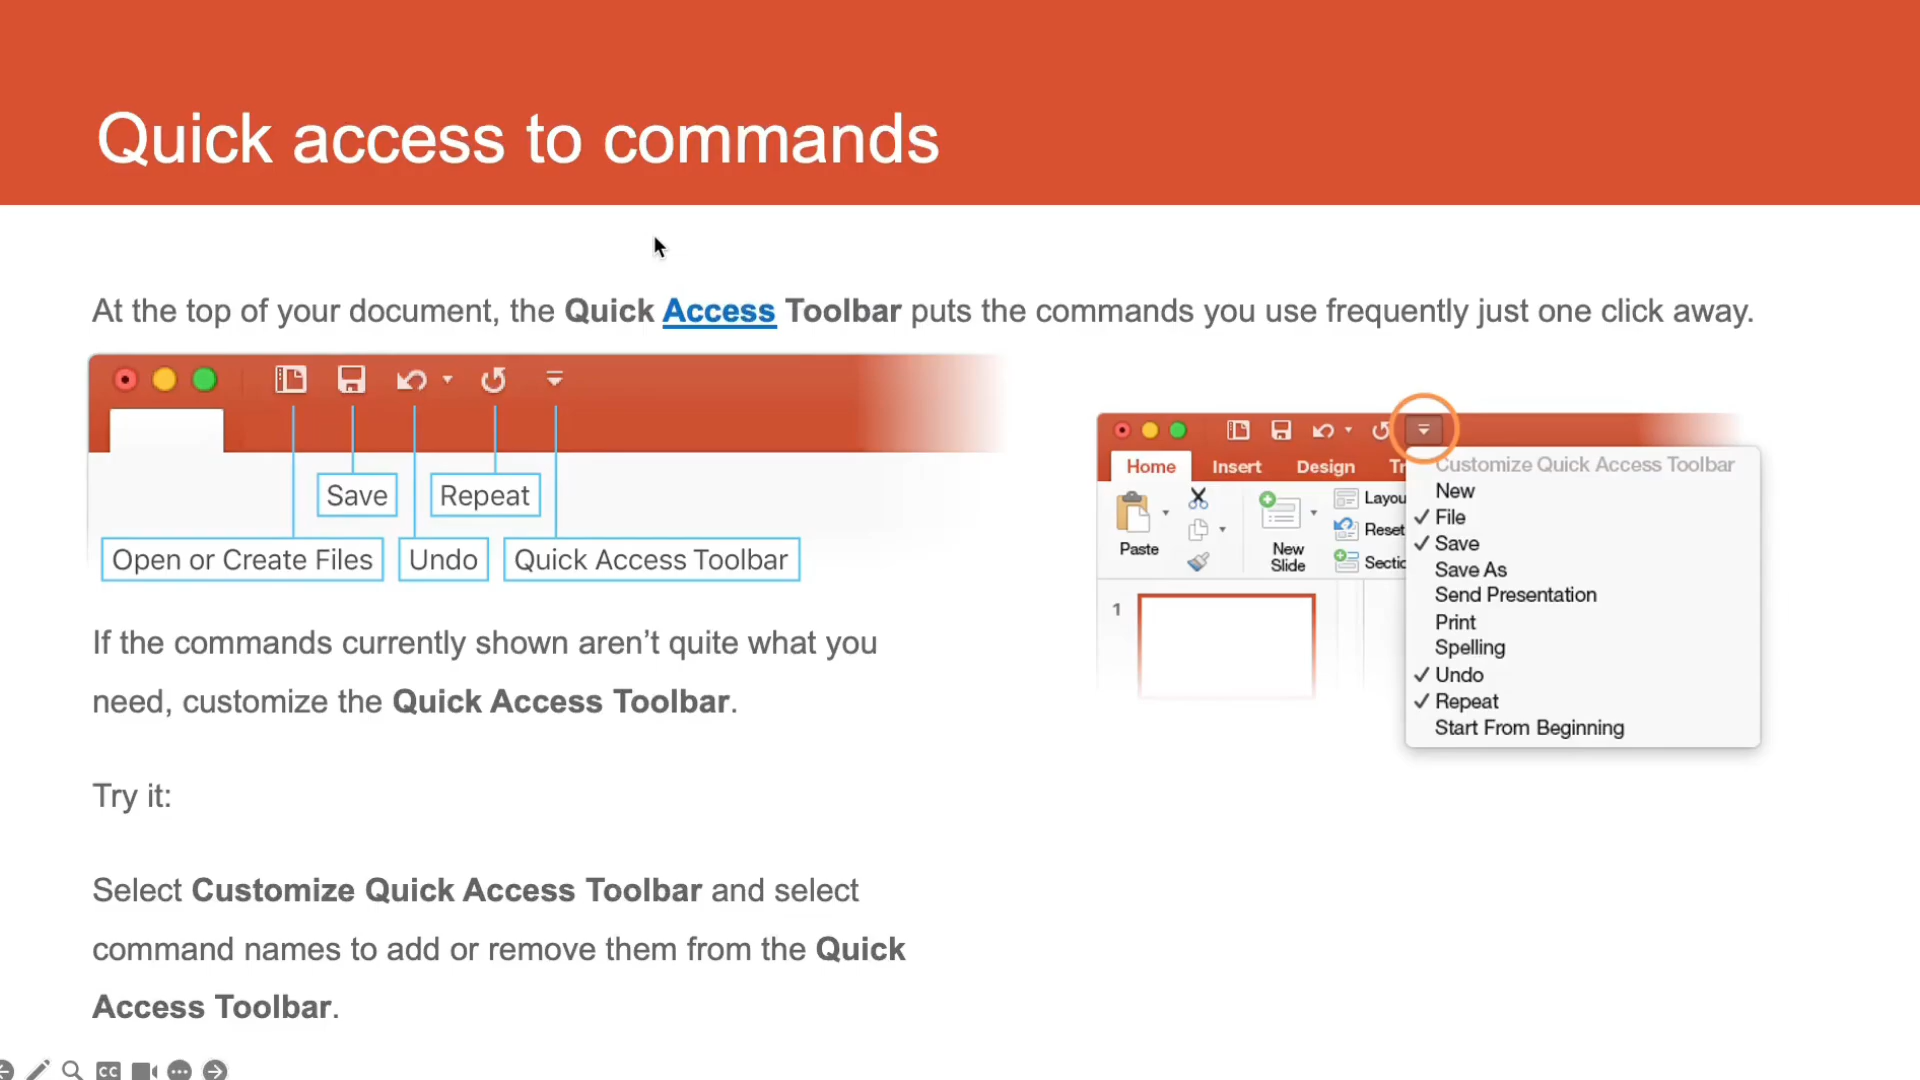 Quick access to commands
At the top of your document, the Quick Access Toolbar puts the commands you use frequently just one click away.
Save
Repeat
Open or Create Files
Undo
Quick Access Toolbar
If the commands currently shown aren’t quite what you
need, customize the Quick Access Toolbar.
Try it:
Select Customize Quick Access Toolbar and select
command names to add or remove them from the Quick
Access Toolbar.
Home
Insert
Design
Tr
Paste
New
Slide
Layou
Reset
Sectio
1
Customize Quick Access Toolbar
New
File
Save
Save As
Send Presentation
Print
Spelling
Undo
Repeat
Start From Beginning
CC